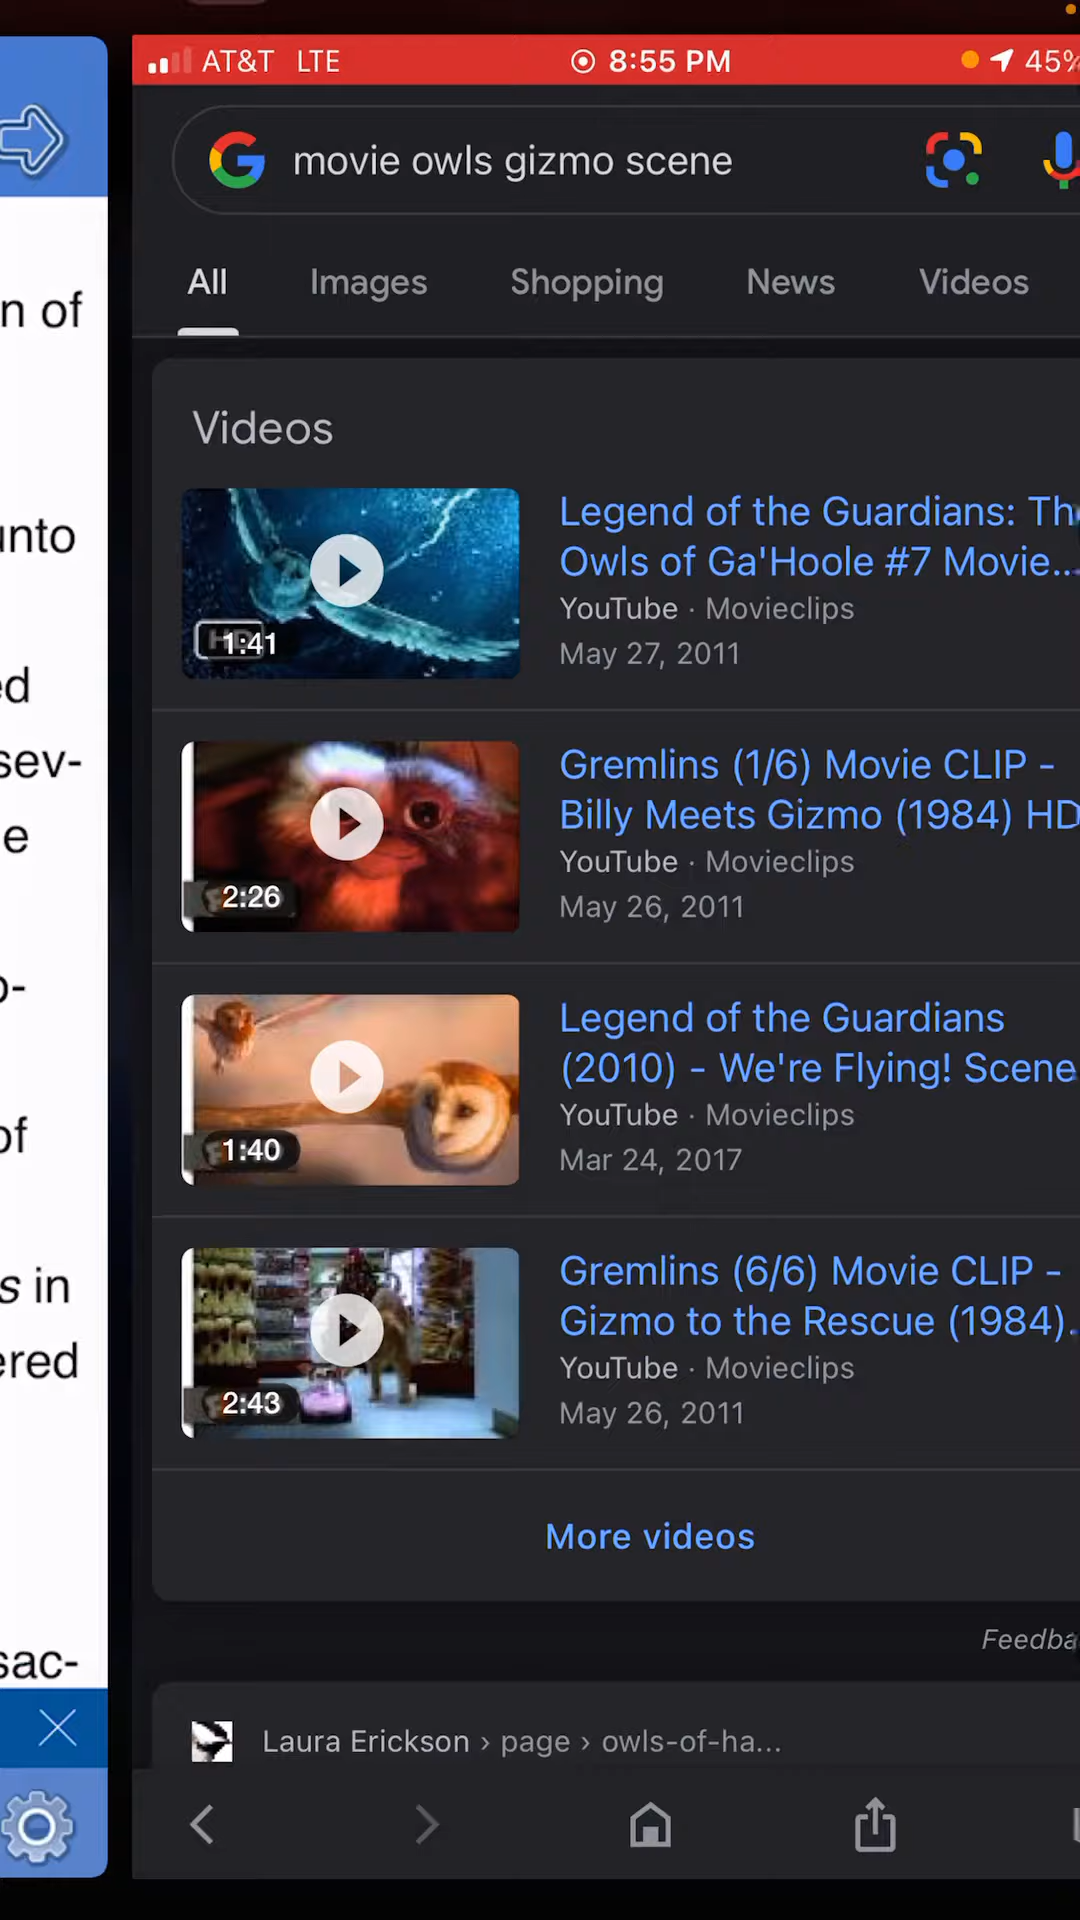 AT&T LTE 8:55 PM 45%
movie owls gizmo scene
All Images Shopping News Videos
Videos
Legend of the Guardians: The
Owls of Ga'Hoole #7 Movie...
YouTube · Movieclips
May 27, 2011
HD 1:41
Gremlins (1/6) Movie CLIP -
Billy Meets Gizmo (1984) HD
YouTube · Movieclips
May 26, 2011
2:26
Legend of the Guardians
(2010) - We're Flying! Scene
YouTube · Movieclips
Mar 24, 2017
1:40
Gremlins (6/6) Movie CLIP -
Gizmo to the Rescue (1984)...
YouTube · Movieclips
May 26, 2011
2:43
More videos
Feedba
Laura Erickson › page › owls-of-ha...
n of
unto
ed
sev-
e
of
s in
ered
sac-